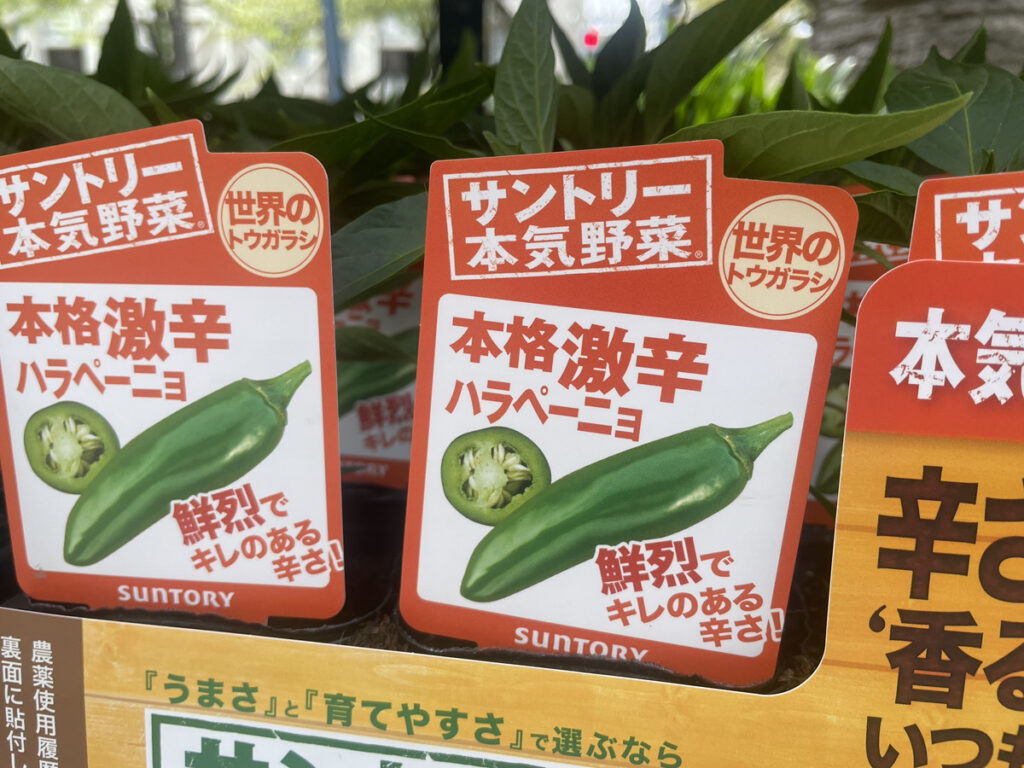 サントリー
本気野菜
世界の
トウガラシ
本格激辛
ハラペーニョ
鮮烈で
キレのある
辛さ!
SUNTORY
サントリー
本気野菜®
世界の
トウガラシ
本格激辛
ハラペーニョ
鮮烈で
キレのある
辛さ!
SUNTORY
鮮烈
キレの
本気
辛さ
'香る
いつも
農薬使用履歴
裏面に貼付し
『うまさ』と『育てやすさ』で選ぶなら